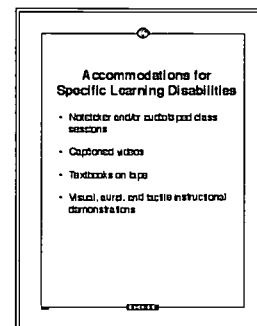 Accommodations for
Specific Learning Disabilities
• Notetaker and/or audiotaped class
sessions
• Captioned videos
• Textbooks on tape
• Visual, aural, and tactile instructional
demonstrations